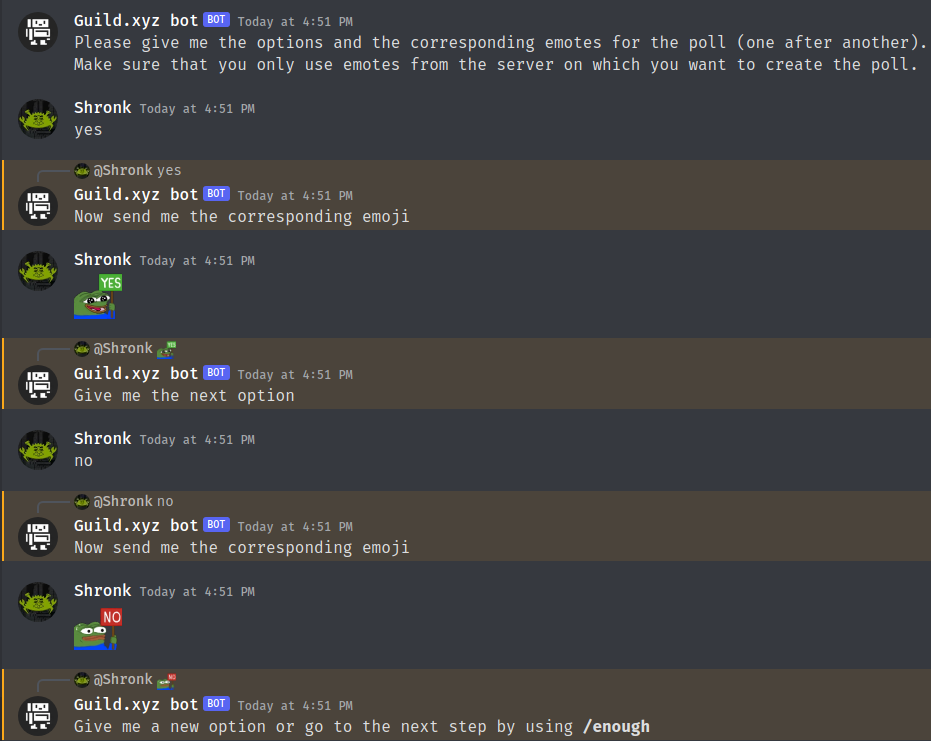 Guild.xyz bot BOT Today at 4:51 PM
Please give me the options and the corresponding emotes for the poll (one after another).
Make sure that you only use emotes from the server on which you want to create the poll.
Shronk Today at 4:51 PM
yes
@Shronk yes
Guild.xyz bot BOT Today at 4:51 PM
Now send me the corresponding emoji
Shronk Today at 4:51 PM
YES
@Shronk YES
Guild.xyz bot BOT Today at 4:51 PM
Give me the next option
Shronk Today at 4:51 PM
no
@Shronk no
Guild.xyz bot BOT Today at 4:51 PM
Now send me the corresponding emoji
Shronk Today at 4:51 PM
NO
@Shronk NO
Guild.xyz bot BOT Today at 4:51 PM
Give me a new option or go to the next step by using /enough